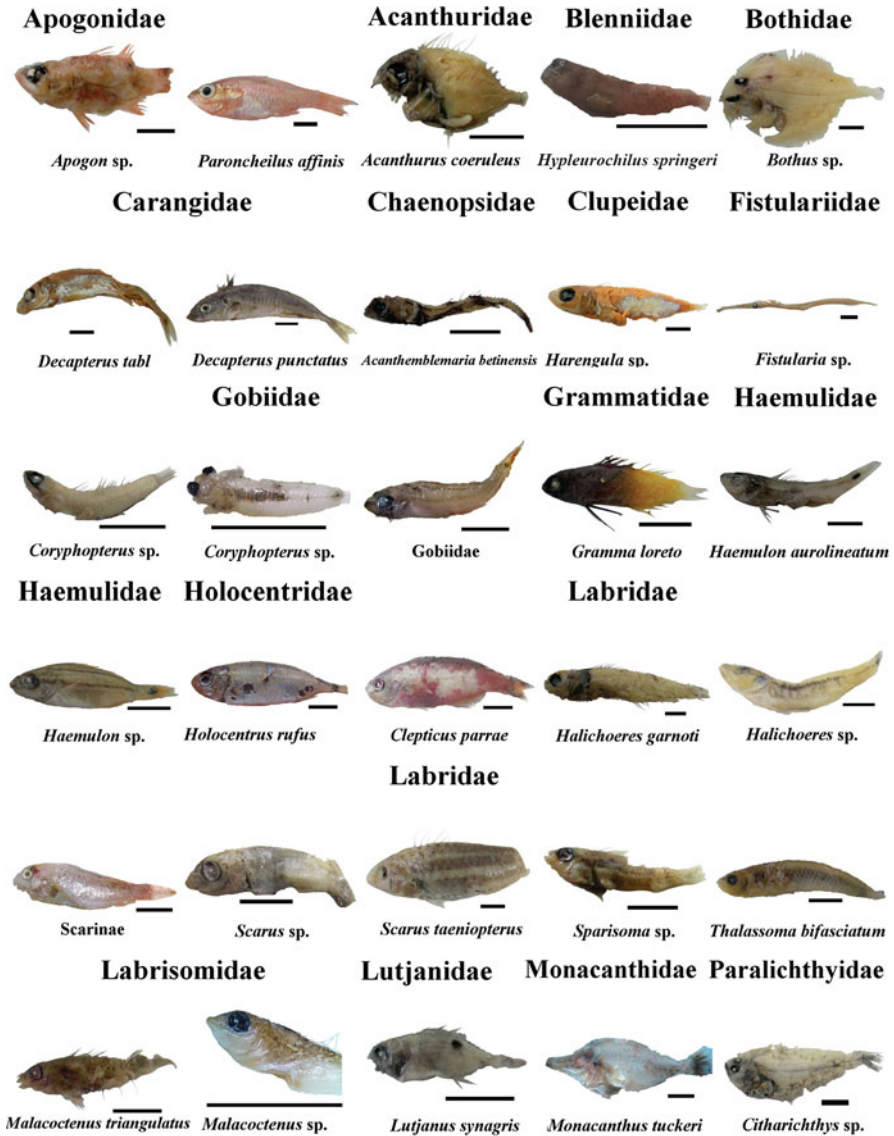 Apogonidae Acanthuridae Blenniidae Bothidae
Apogon sp. Paroncheilus affinis Acanthurus coeruleus Hypleurochilus springeri Bothus sp.
Carangidae Chaenopsidae Clupeidae Fistulariidae
Decapterus tabl Decapterus punctatus Acanthemblemaria betinensis Harengula sp. Fistularia sp.
Gobiidae Grammatidae Haemulidae
Coryphopterus sp. Coryphopterus sp. Gobiidae Gramma loreto Haemulon aurolineatum
Haemulidae Holocentridae Labridae
Haemulon sp. Holocentrus rufus Clepticus parrae Halichoeres garnoti Halichoeres sp.
Labridae
Scarinae Scarus sp. Scarus taeniopterus Sparisoma sp. Thalassoma bifasciatum
Labrisomidae Lutjanidae Monacanthidae Paralichthyidae
Malacoctenus triangulatus Malacoctenus sp. Lutjanus synagris Monacanthus tuckeri Citharichthys sp.